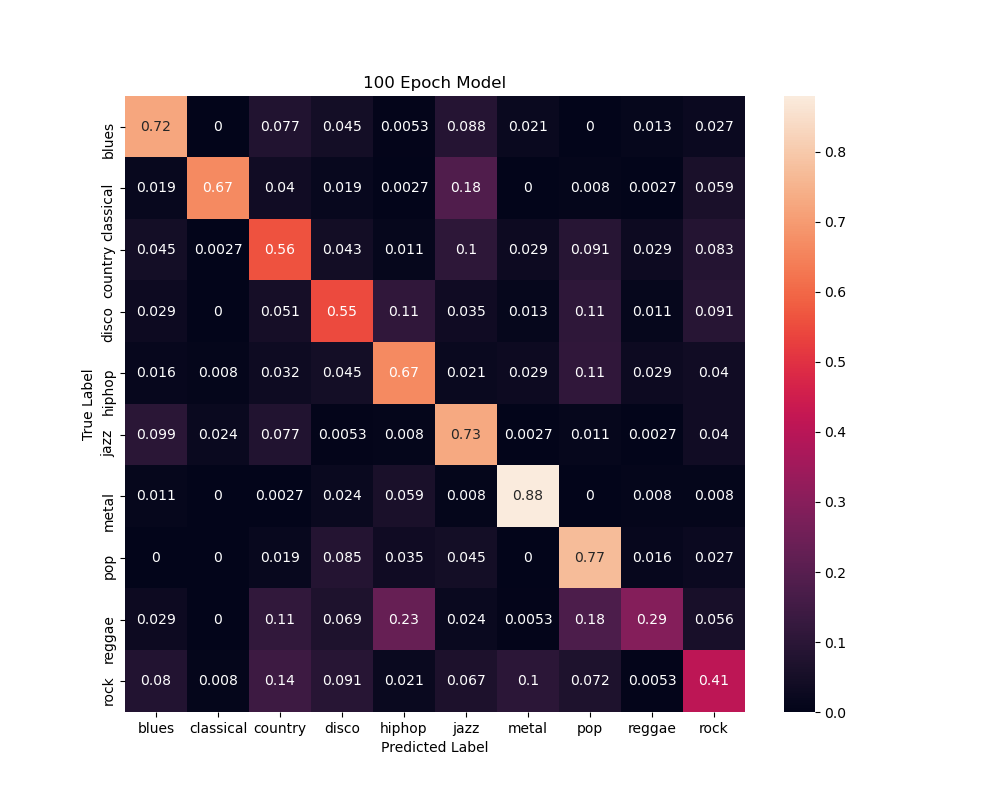 100 Epoch Model
blues 0.72 0 0.077 0.045 0.0053 0.088 0.021 0 0.013 0.027
classical 0.019 0.67 0.04 0.019 0.0027 0.18 0 0.008 0.0027 0.059
country 0.045 0.0027 0.56 0.043 0.011 0.1 0.029 0.091 0.029 0.083
disco 0.029 0 0.051 0.55 0.11 0.035 0.013 0.11 0.011 0.091
hiphop 0.016 0.008 0.032 0.045 0.67 0.021 0.029 0.11 0.029 0.04
jazz 0.099 0.024 0.077 0.0053 0.008 0.73 0.0027 0.011 0.0027 0.04
metal 0.011 0 0.0027 0.024 0.059 0.008 0.88 0 0.008 0.008
pop 0 0 0.019 0.085 0.035 0.045 0 0.77 0.016 0.027
reggae 0.029 0 0.11 0.069 0.23 0.024 0.0053 0.18 0.29 0.056
rock 0.08 0.008 0.14 0.091 0.021 0.067 0.1 0.072 0.0053 0.41
True Label
blues classical country disco hiphop jazz metal pop reggae rock
Predicted Label
0.8
0.7
0.6
0.5
0.4
0.3
0.2
0.1
0.0